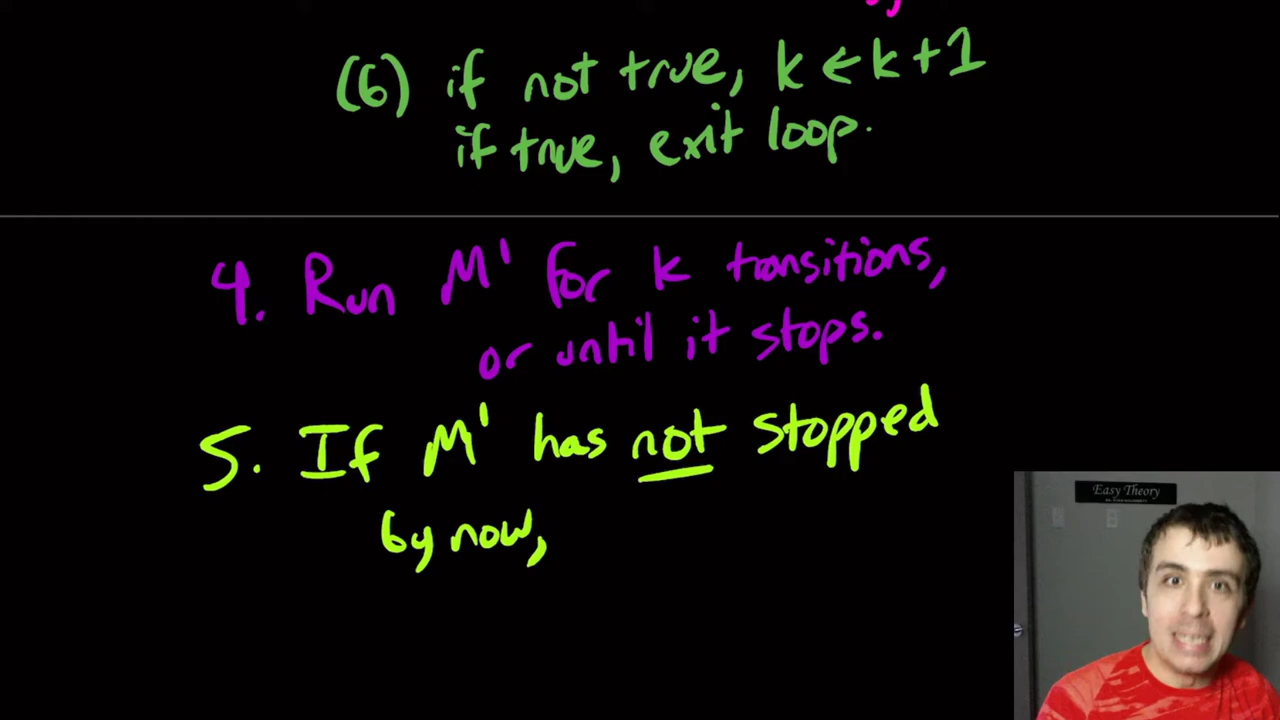 (6) if not true, k ← k + 1
if true, exit loop.
4. Run M' for k transitions,
or until it stops.
5. If M' has not stopped
by now,
Easy Theory